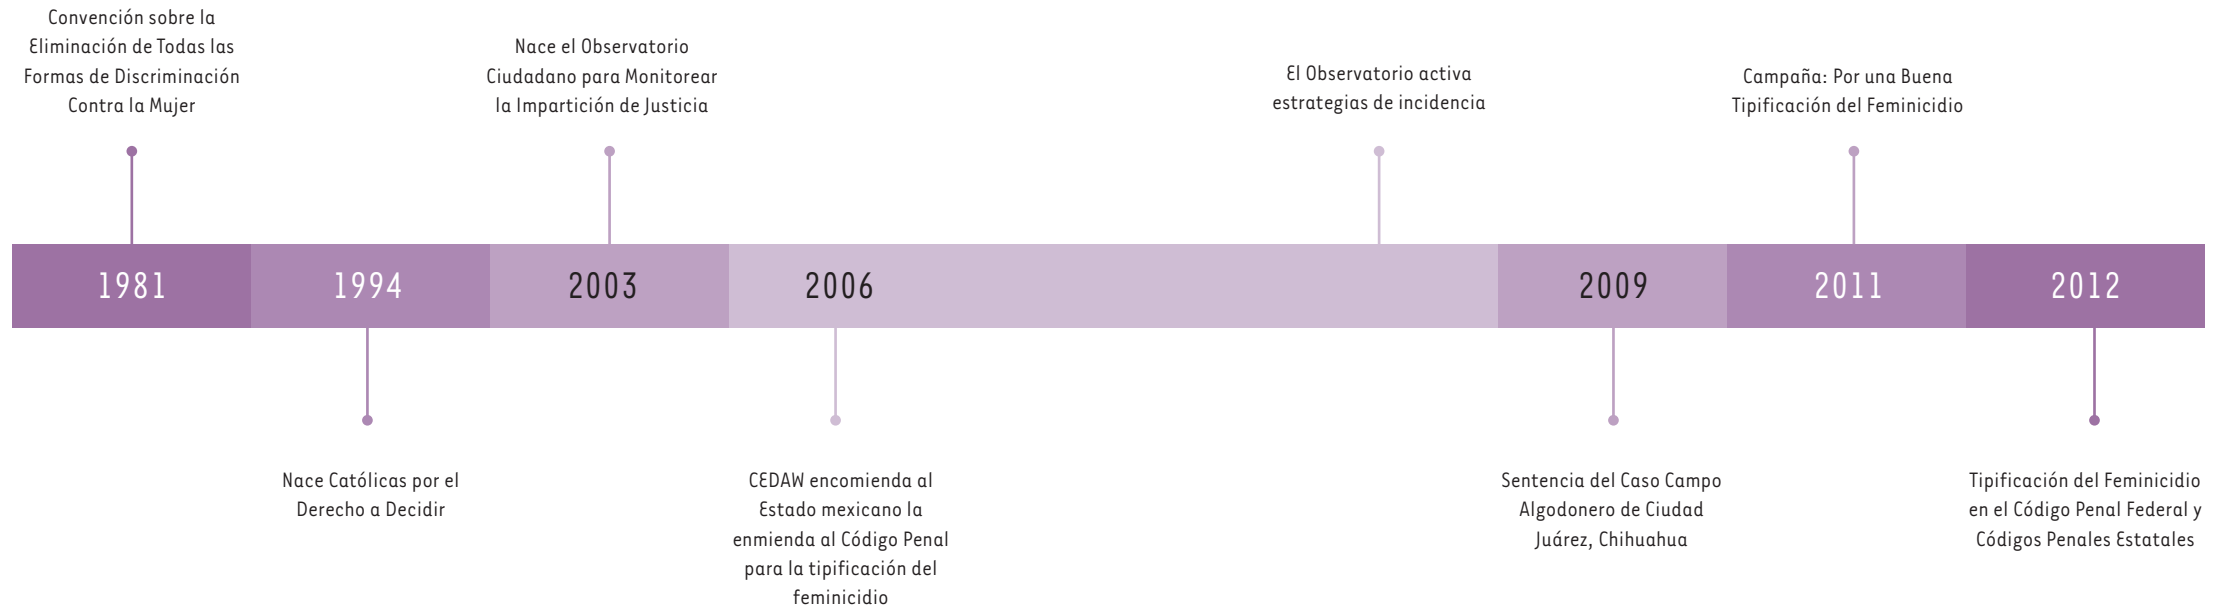 Convención sobre la
Eliminación de Todas las
Formas de Discriminación
Contra la Mujer
Nace el Observatorio
Ciudadano para Monitorear
la Impartición de Justicia
El Observatorio activa
estrategias de incidencia
Campaña: Por una Buena
Tipificación del Feminicidio
1981
1994
2003
2006
2009
2011
2012
Nace Católicas por el
Derecho a Decidir
CEDAW encomienda al
Estado mexicano la
enmienda al Código Penal
para la tipificación del
feminicidio
Sentencia del Caso Campo
Algodonero de Ciudad
Juárez, Chihuahua
Tipificación del Feminicidio
en el Código Penal Federal y
Códigos Penales Estatales